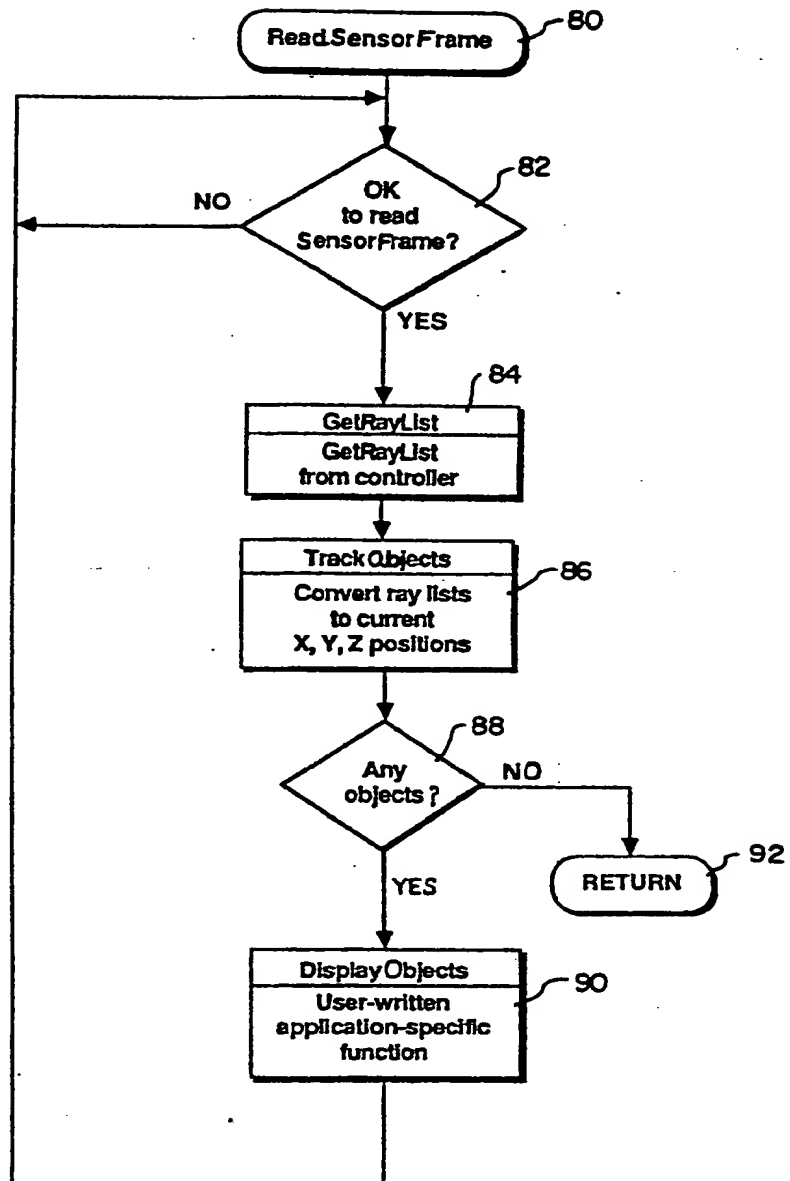 ReadSensorFrame
80
OK
to read
SensorFrame?
82
NO
YES
84
GetRayList
GetRayList
from controller
TrackObjects
86
Convert ray lists
to current
X, Y, Z positions
88
Any
objects?
NO
YES
92
RETURN
DisplayObjects
90
User-written
application-specific
function